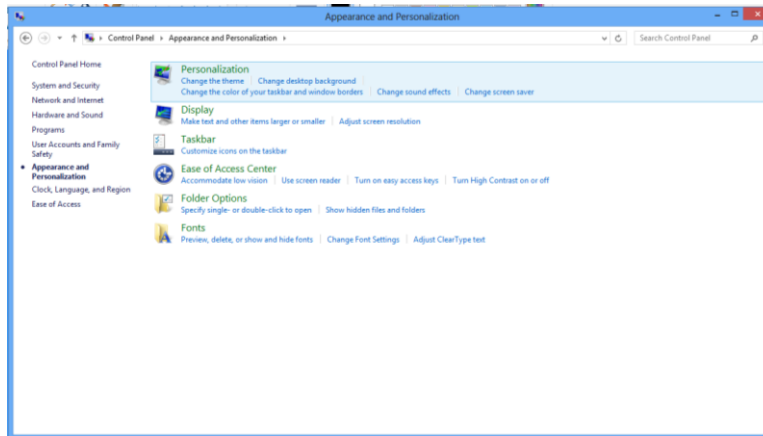 Appearance and Personalization
Control Panel Appearance and Personalization
Search Control Panel
Control Panel Home
System and Security
Network and Internet
Hardware and Sound
Programs
User Accounts and Family
Safety
Appearance and
Personalization
Clock, Language, and Region
Ease of Access
Personalization
Change the theme Change desktop background
Change the color of your taskbar and window borders Change sound effects Change screen saver
Display
Make text and other items larger or smaller Adjust screen resolution
Taskbar
Customize icons on the taskbar
Ease of Access Center
Accommodate low vision Use screen reader Turn on easy access keys Turn High Contrast on or off
Folder Options
Specify single- or double-click to open Show hidden files and folders
Fonts
Preview, delete, or show and hide fonts Change Font Settings Adjust ClearType text